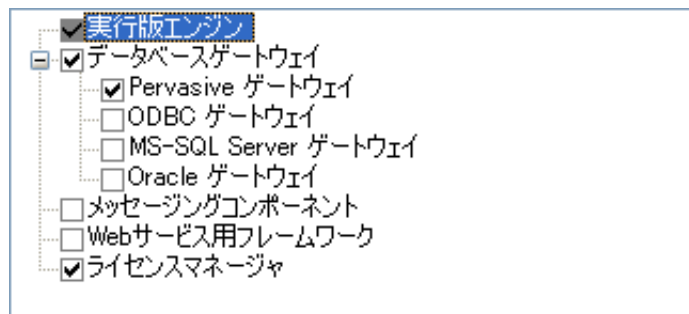 実行版エンジン
データベースゲートウェイ
Pervasive ゲートウェイ
ODBC ゲートウェイ
MS-SQL Server ゲートウェイ
Oracle ゲートウェイ
メッセージングコンポーネント
Webサービス用フレームワーク
ライセンスマネージャ